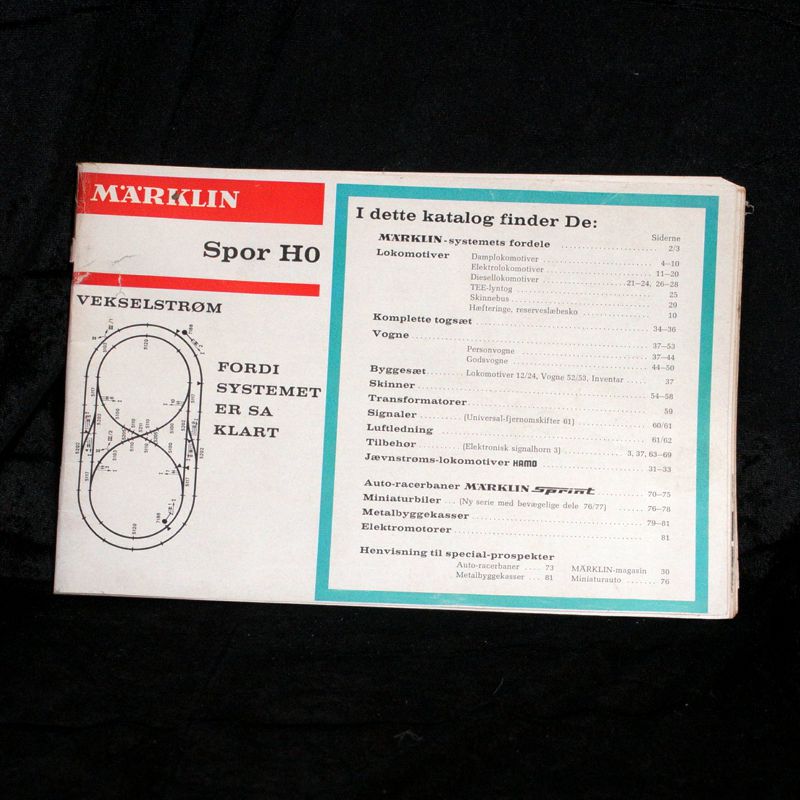 MÄRKLIN
Spor H0
VEKSELSTRØM
FORDI
SYSTEMET
ER SA
KLART
I dette katalog finder De:
Siderne
MÄRKLIN-systemets fordele 2/3
Lokomotiver Damplokomotiver 4–10
Elektrolokomotiver 11–20
Diesellokomotiver 21–24, 26–28
TEE-lyntog 25
Skinnebus 29
Hæfteringe, reserveslæbesko 10
Komplette togsæt 34–36
Vogne 37–53
Personvogne 37–44
Godsvogne 44–50
Byggesæt Lokomotiver 12/24, Vogne 52/53, Inventar 37
Skinner 54–58
Transformatorer 59
Signaler (Universal-fjernomskifter 61) 60/61
Luftledning 61/62
Tilbehør (Elektronisk signalhorn 3) 3, 37, 63–69
Jævnstrøms-lokomotiver HAMO 31–33
Auto-racerbaner MÄRKLIN Sprint 70–75
Miniaturbiler (Ny serie med bevægelige dele 76/77) 76–78
Metalbyggekasser 79–81
Elektromotorer 81
Henvisning til special-prospekter
Auto-racerbaner 73 MÄRKLIN-magasin 30
Metalbyggekasser 81 Miniaturauto 76